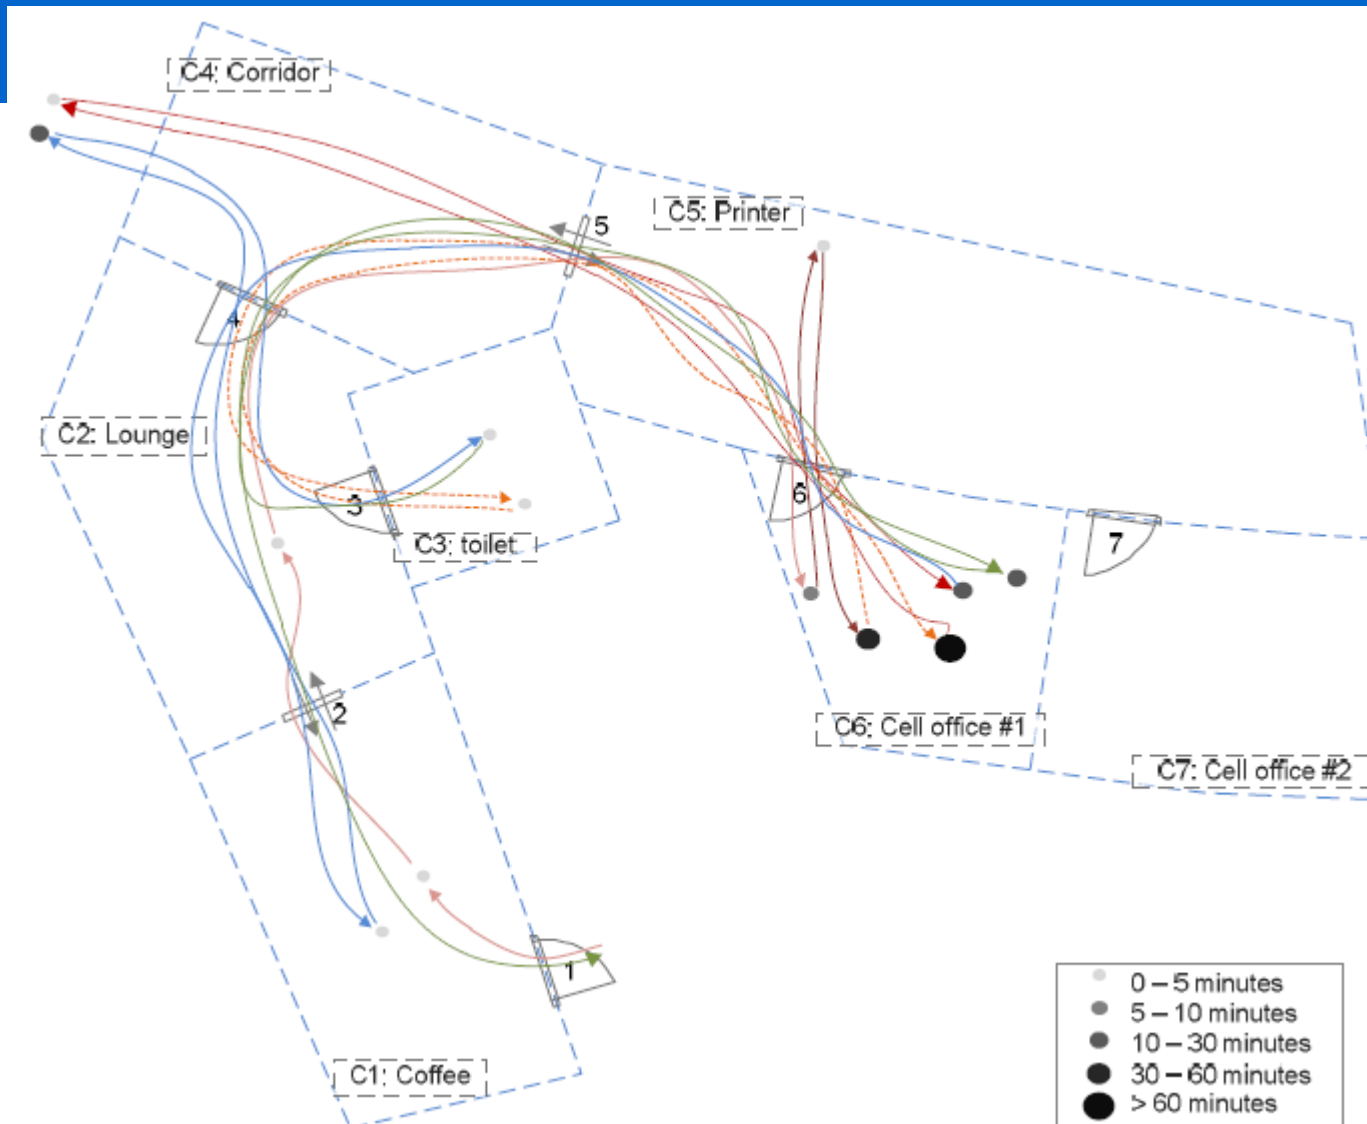 C4: Corridor
5
C5: Printer
4
C2: Lounge
3
6
7
C3: toilet
2
C6: Cell office #1
C7: Cell office #2
1
C1: Coffee
0 – 5 minutes
5 – 10 minutes
10 – 30 minutes
30 – 60 minutes
> 60 minutes